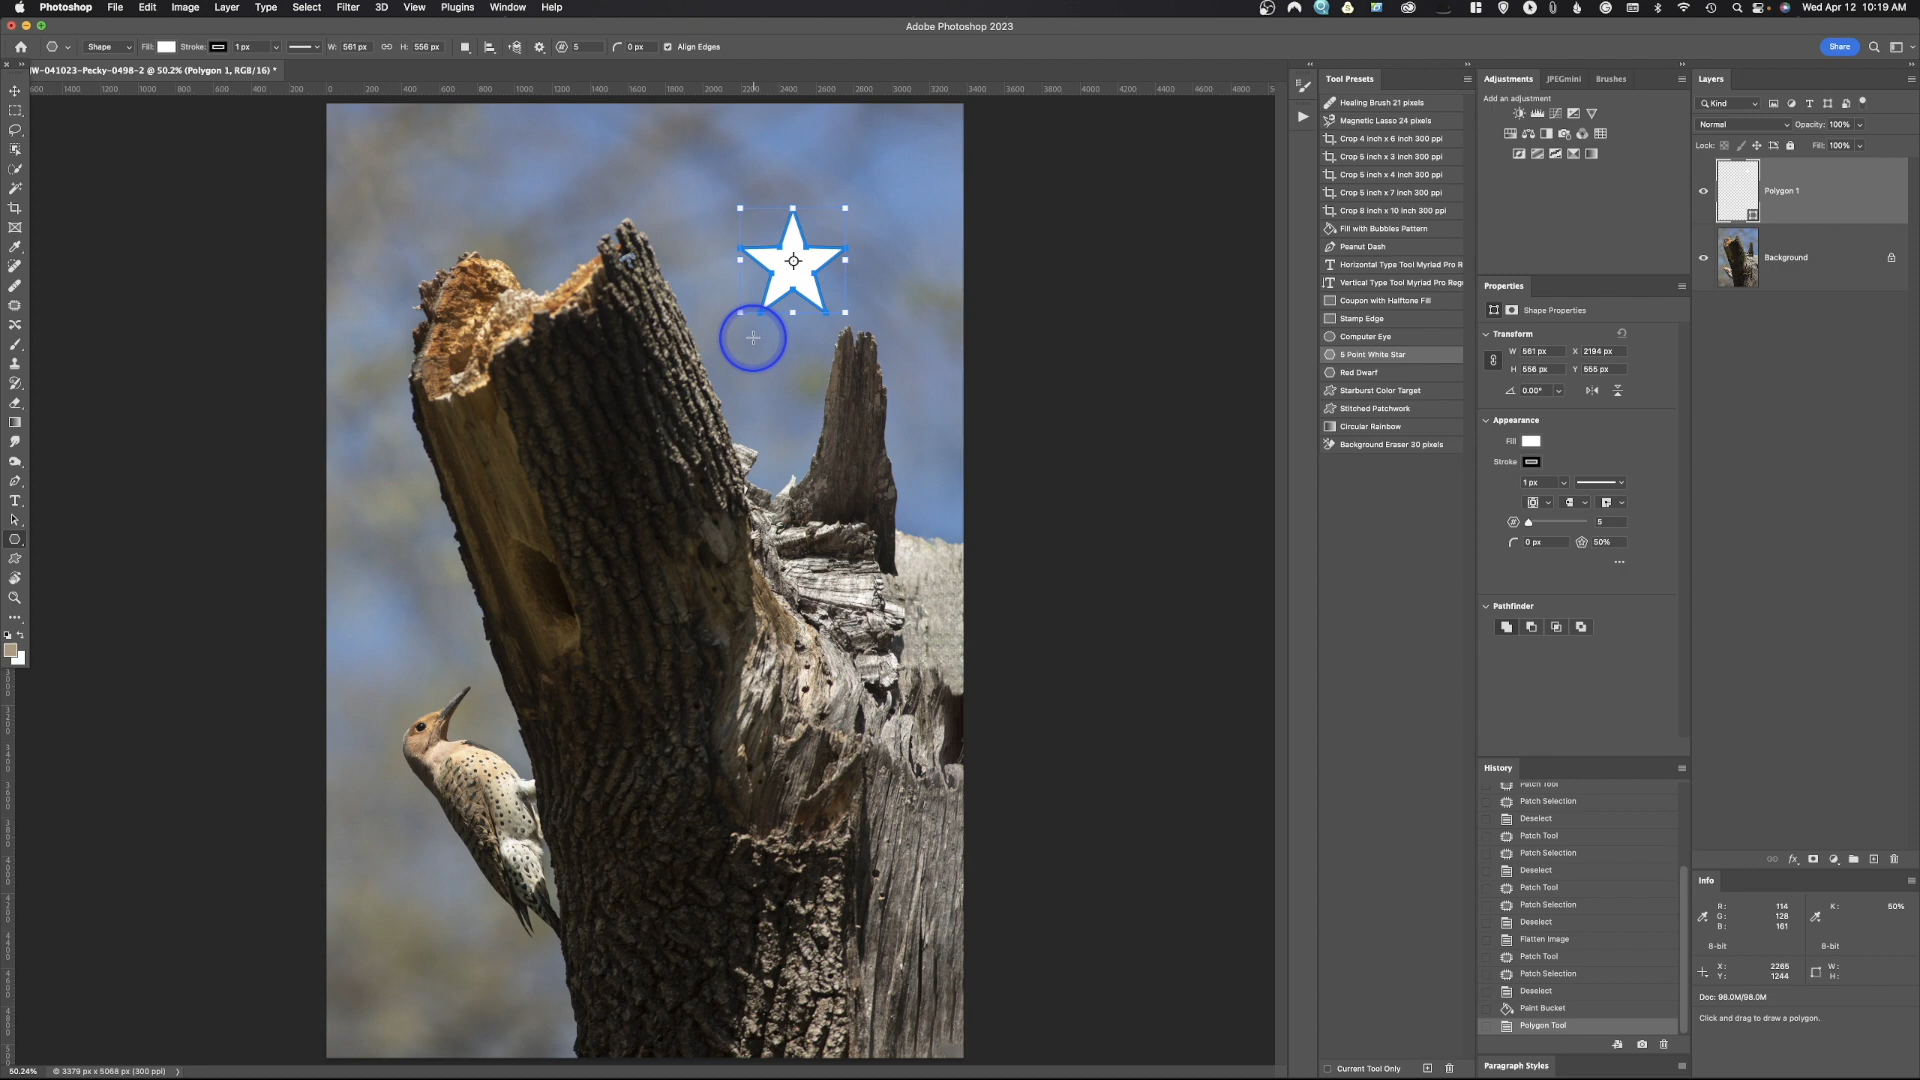 Photoshop File Edit Image Layer Type Select Filter 3D View Plugins Window Help Wed Apr 12 10:19 AM
Adobe Photoshop 2023
Shape Fill: Stroke: 1 px W: 561 px H: 556 px 5 0 px Align Edges Share
W-041023-Pecky-0498-2 @ 50.2% (Polygon 1, RGB/16) *
600 1400 1200 1000 800 600 400 200 0 200 400 600 800 1000 1200 1400 1600 1800 2000 2200 2400 2600 2800 3000 3200 3400 3600 3800 4000 4200 4400 4600 4800
Tool Presets
Healing Brush 21 pixels
Magnetic Lasso 24 pixels
Crop 4 inch x 6 inch 300 ppi
Crop 5 inch x 3 inch 300 ppi
Crop 5 inch x 4 inch 300 ppi
Crop 5 inch x 7 inch 300 ppi
Crop 8 inch x 10 inch 300 ppi
Fill with Bubbles Pattern
Peanut Dash
Horizontal Type Tool Myriad Pro R
Vertical Type Tool Myriad Pro Reg
Coupon with Halftone Fill
Stamp Edge
Computer Eye
5 Point White Star
Red Dwarf
Starburst Color Target
Stitched Patchwork
Circular Rainbow
Background Eraser 30 pixels
Current Tool Only
Adjustments JPEGmini Brushes
Add an adjustment
Properties
Shape Properties
Transform
W 561 px X 2194 px
H 556 px Y 555 px
0.00°
Appearance
Fill
Stroke
1 px
5
0 px 50%
Pathfinder
History
Patch Tool
Patch Selection
Deselect
Patch Tool
Patch Selection
Deselect
Patch Tool
Patch Selection
Deselect
Flatten Image
Patch Tool
Patch Selection
Deselect
Paint Bucket
Polygon Tool
Paragraph Styles
Layers
Kind
Normal Opacity: 100%
Lock: Fill: 100%
Polygon 1
Background
Info
R: 114 K: 50%
G: 128
B: 161
8-bit 8-bit
X: 2265 W:
Y: 1244 H:
Doc: 98.0M/98.0M
Click and drag to draw a polygon.
50.24% 3379 px x 5068 px (300 ppi)